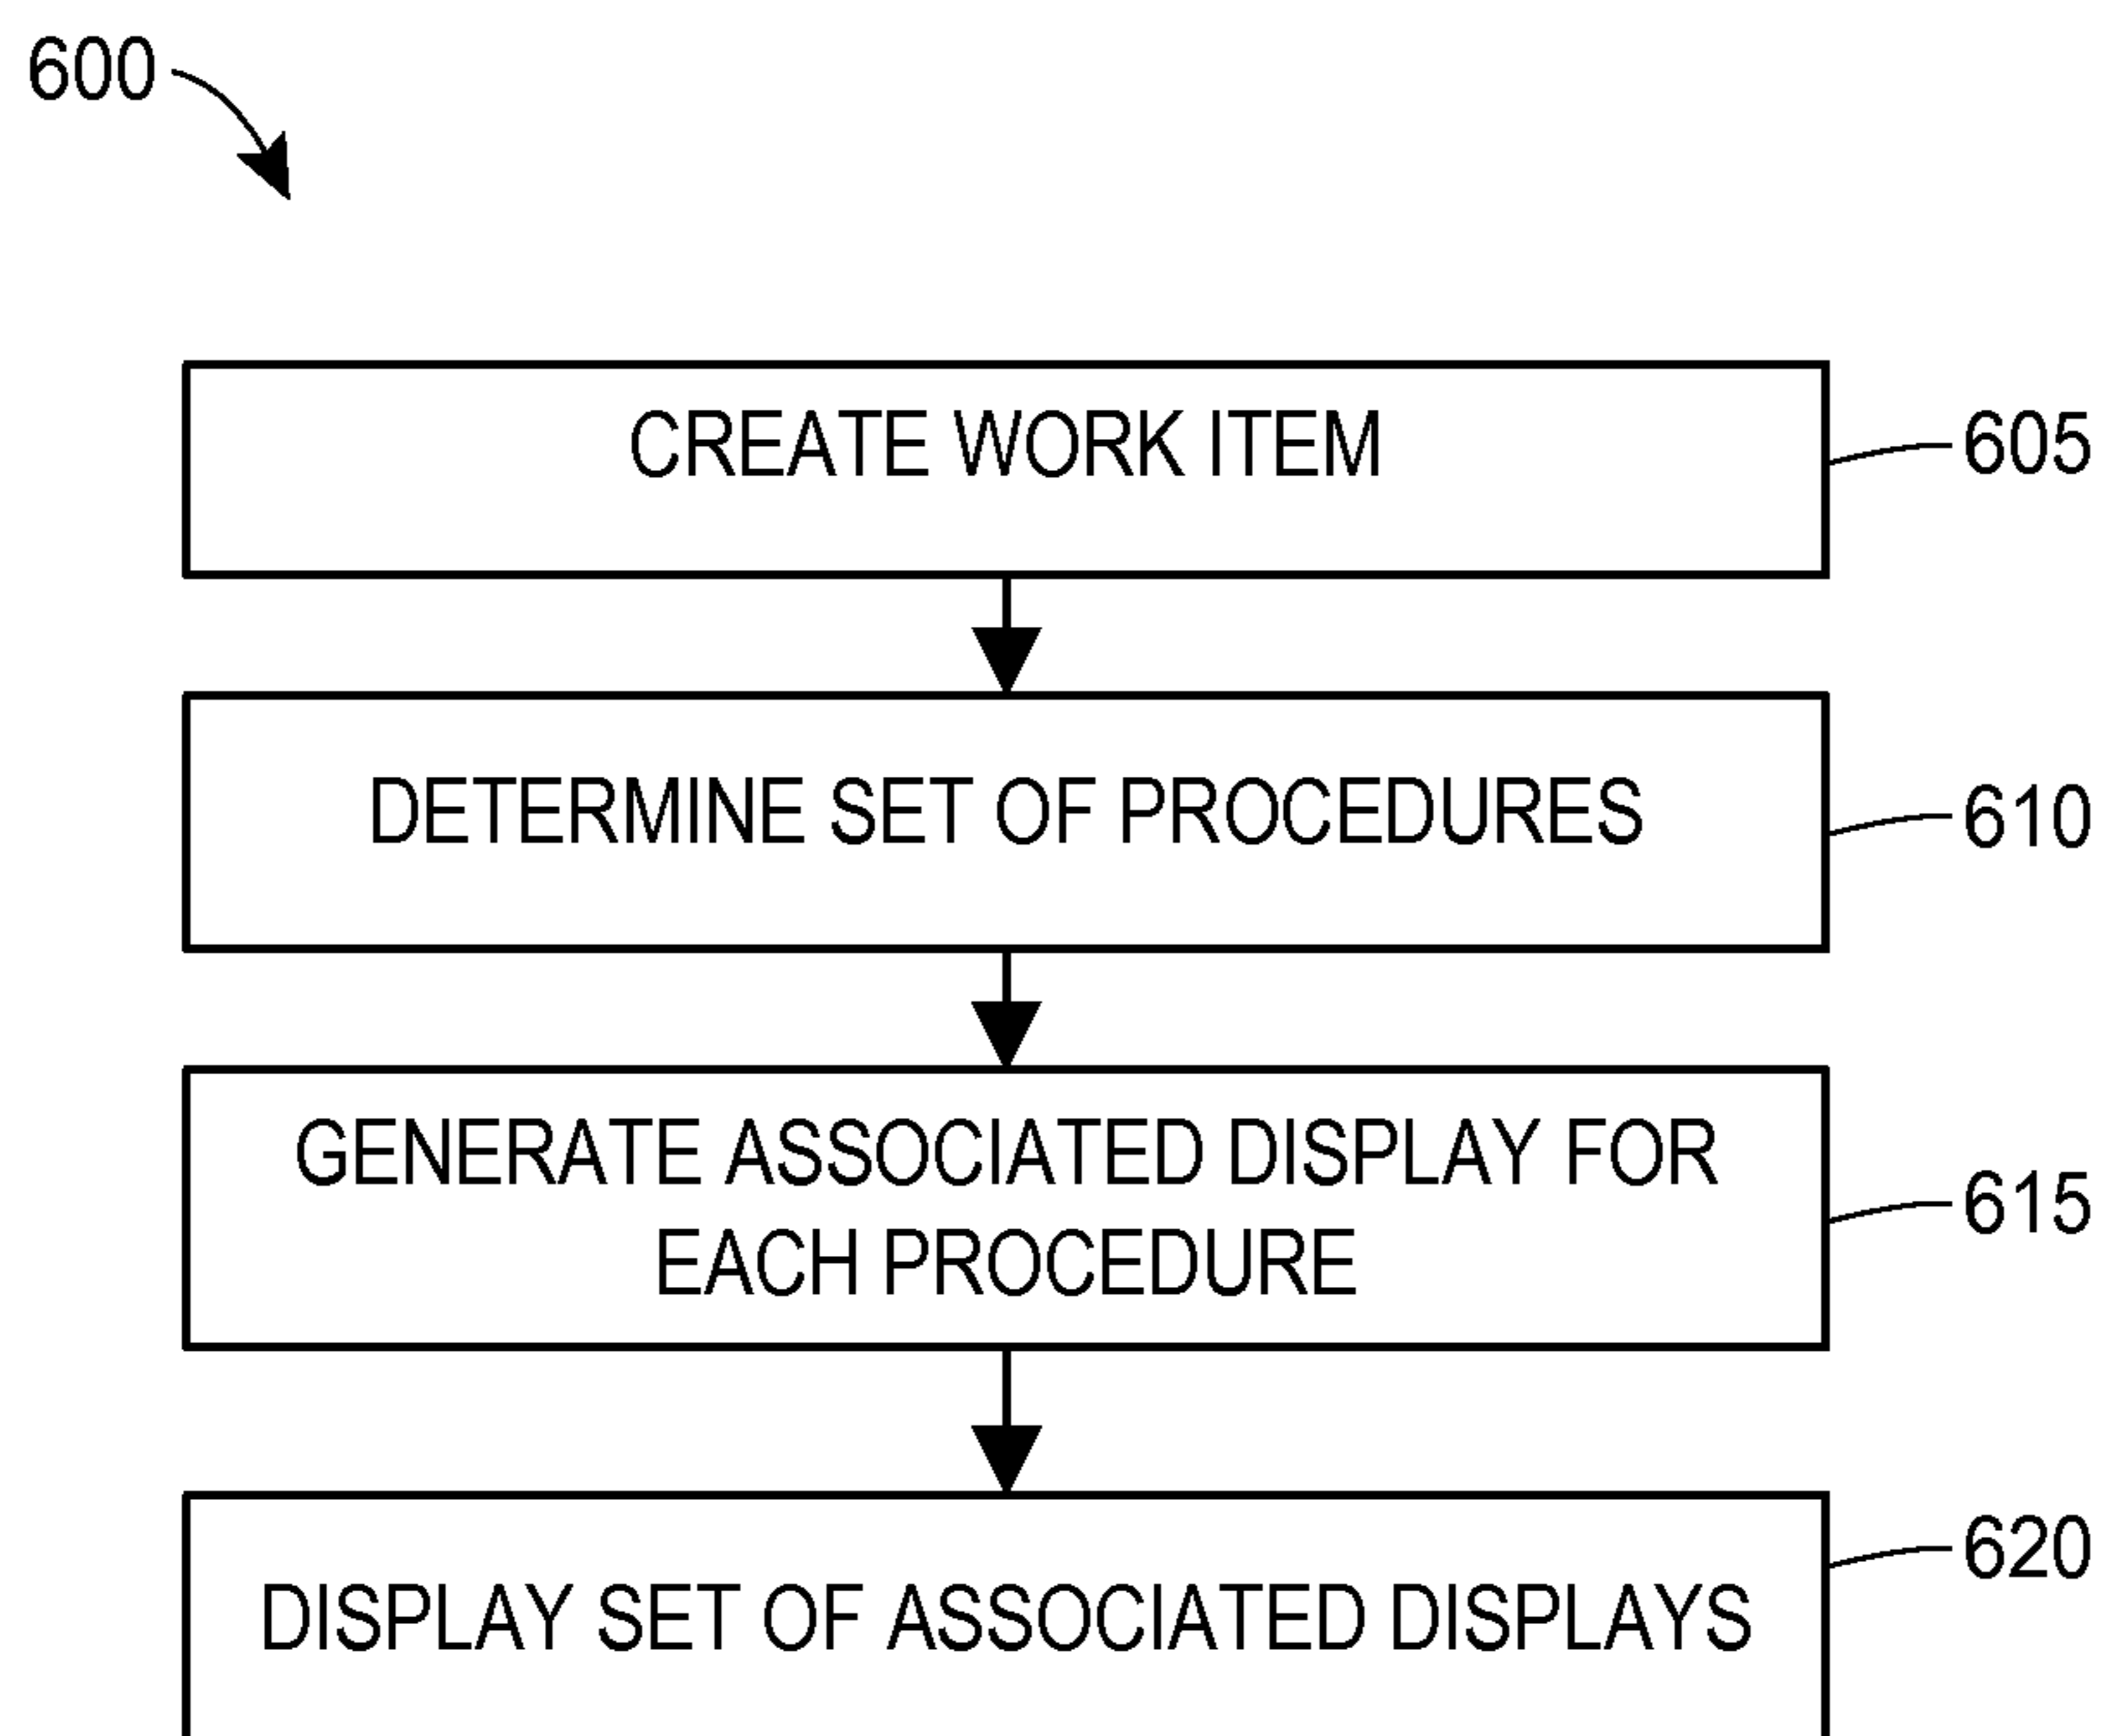 600
CREATE WORK ITEM
605
DETERMINE SET OF PROCEDURES
610
GENERATE ASSOCIATED DISPLAY FOR
EACH PROCEDURE
615
620
DISPLAY SET OF ASSOCIATED DISPLAYS